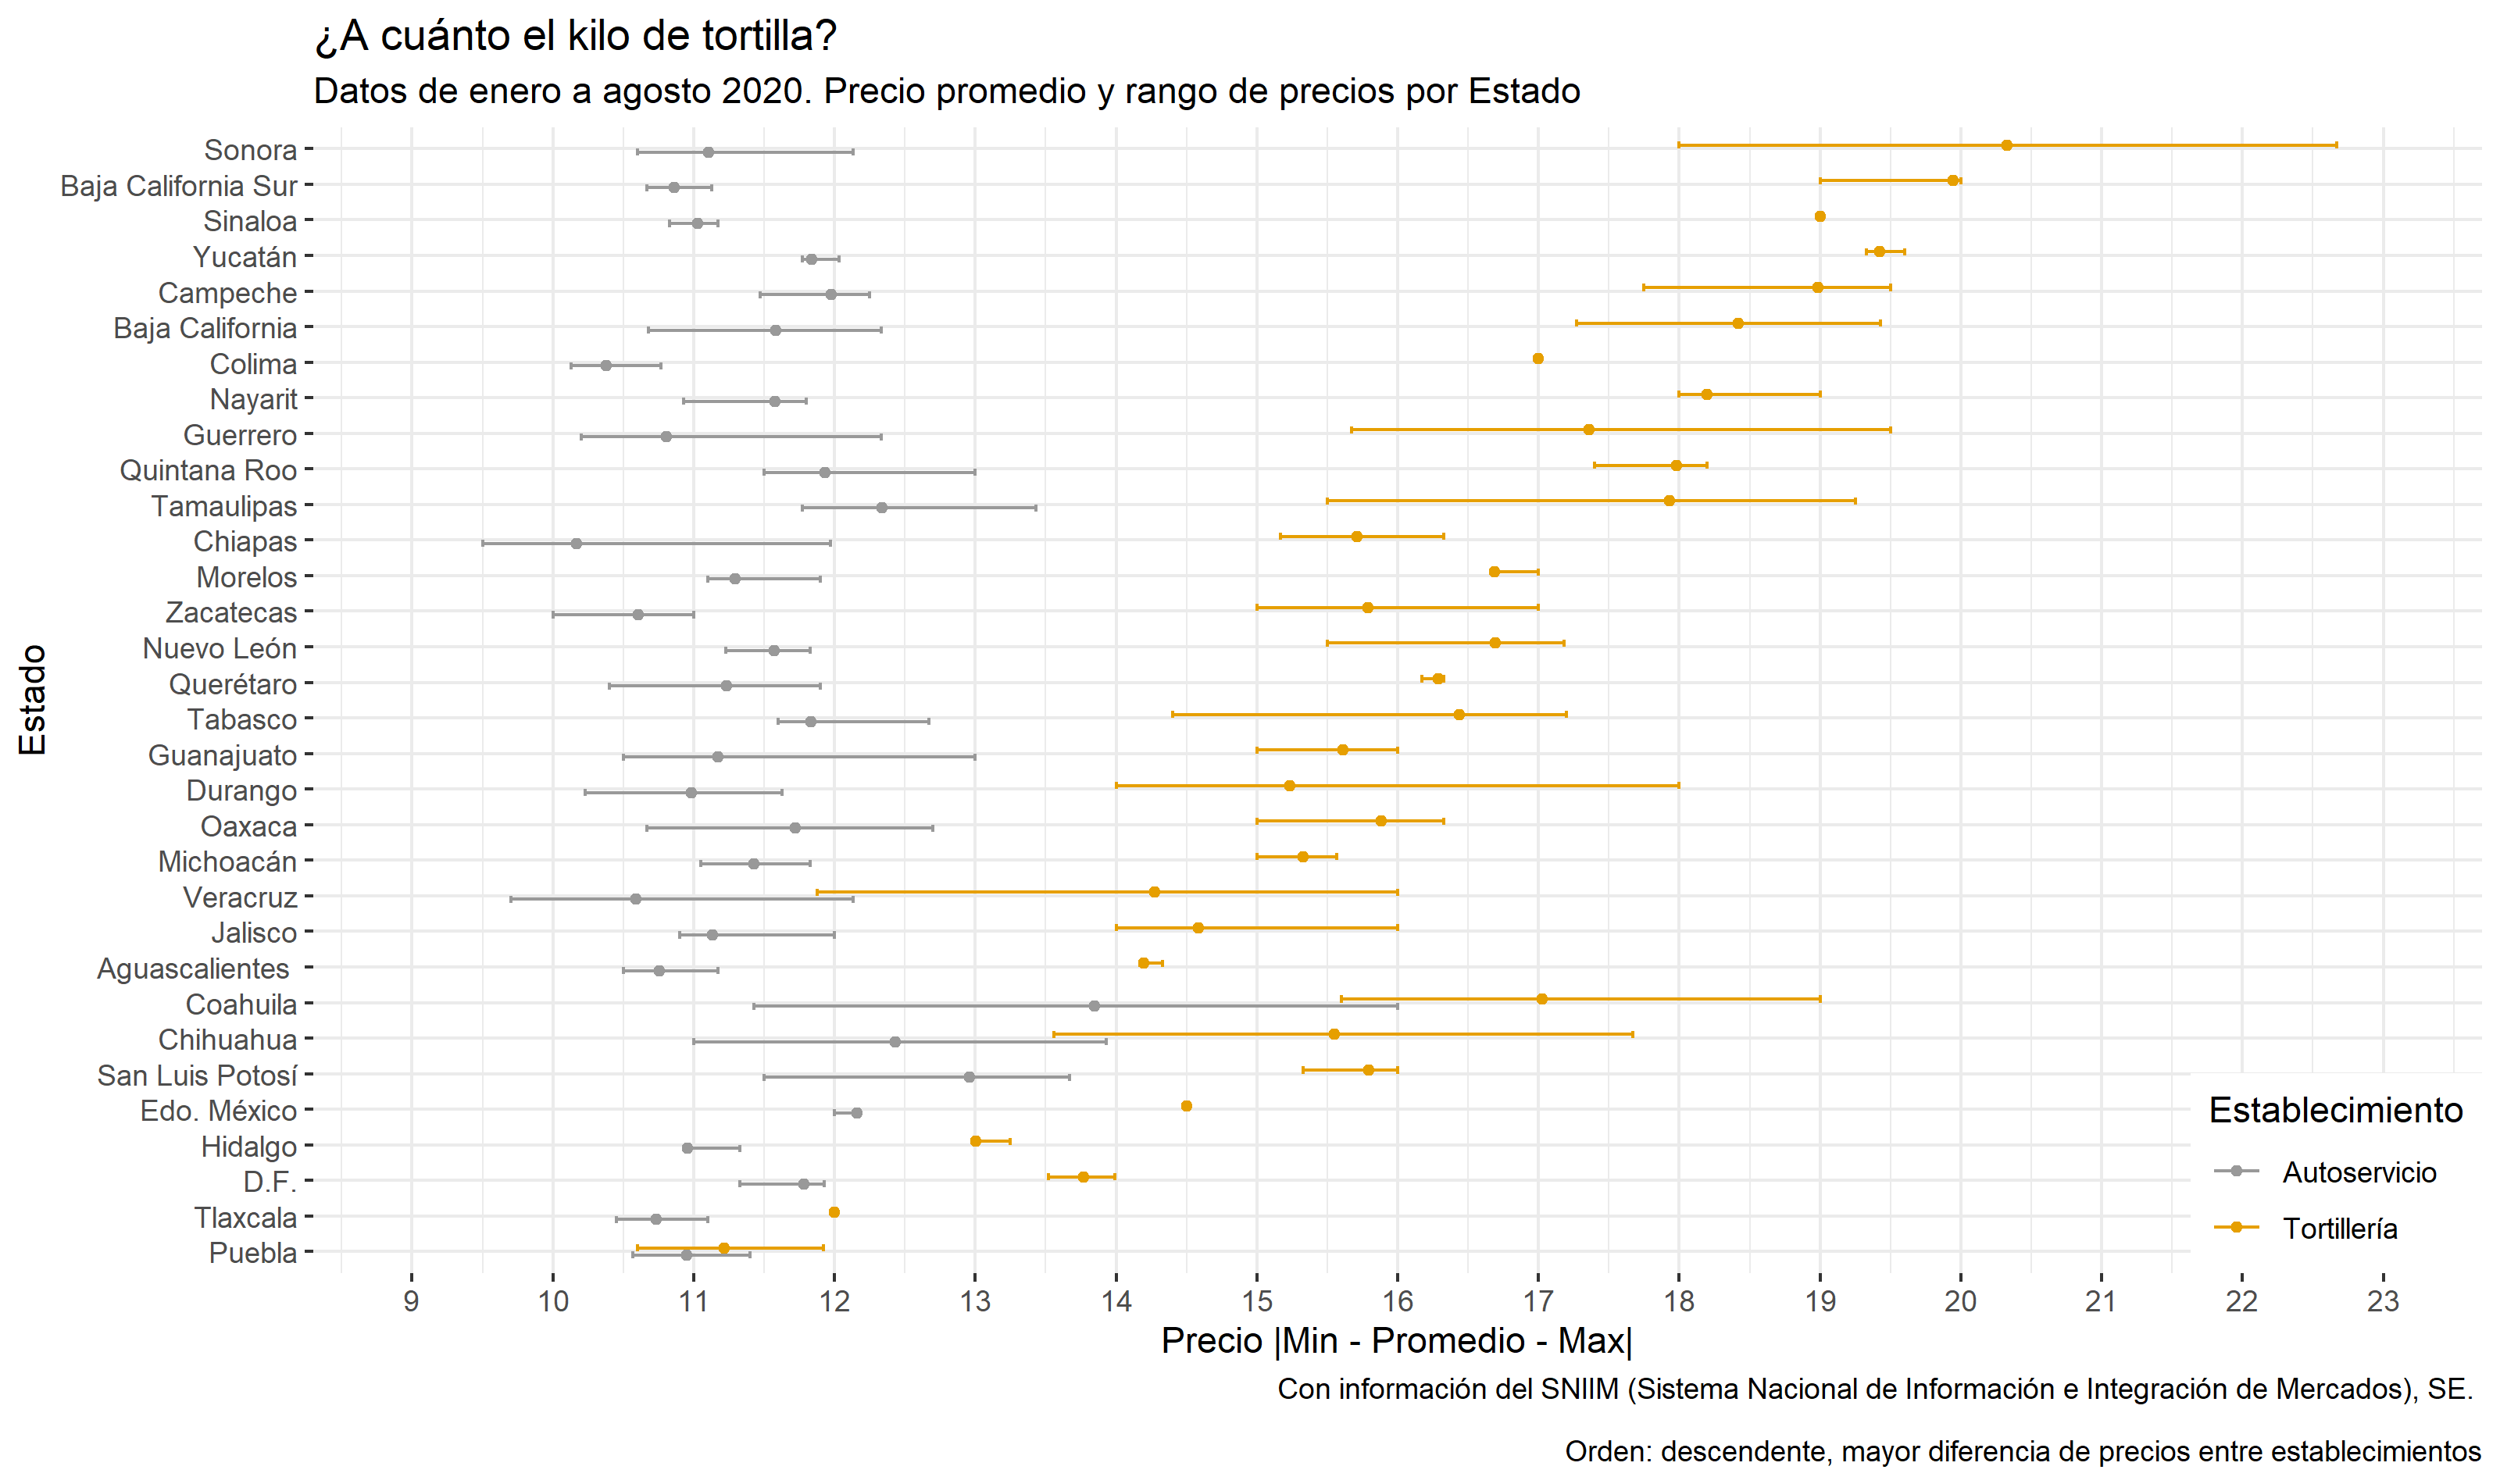 ¿A cuánto el kilo de tortilla?
Datos de enero a agosto 2020. Precio promedio y rango de precios por Estado
Estado
Sonora
Baja California Sur
Sinaloa
Yucatán
Campeche
Baja California
Colima
Nayarit
Guerrero
Quintana Roo
Tamaulipas
Chiapas
Morelos
Zacatecas
Nuevo León
Querétaro
Tabasco
Guanajuato
Durango
Oaxaca
Michoacán
Veracruz
Jalisco
Aguascalientes
Coahuila
Chihuahua
San Luis Potosí
Edo. México
Hidalgo
D.F.
Tlaxcala
Puebla
Establecimiento
Autoservicio
Tortillería
9 10 11 12 13 14 15 16 17 18 19 20 21 22 23
Precio |Min - Promedio - Max|
Con información del SNIIM (Sistema Nacional de Información e Integración de Mercados), SE.
Orden: descendente, mayor diferencia de precios entre establecimientos